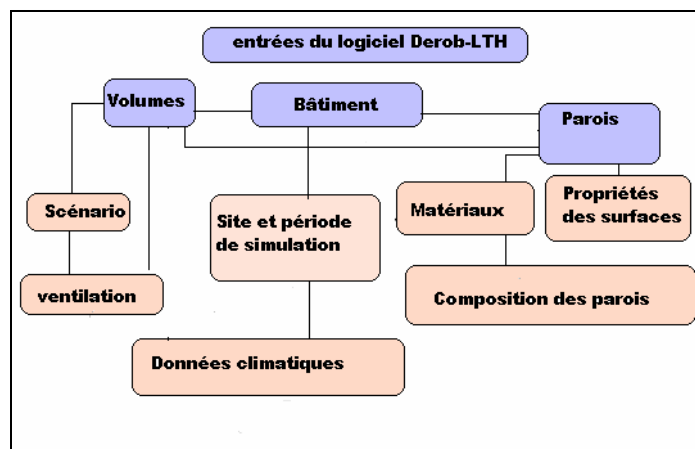 entrées du logiciel Derob-LTH
Volumes
Bâtiment
Parois
Scénario
Site et période
de simulation
Matériaux
Propriétés
des surfaces
ventilation
Composition des parois
Données climatiques